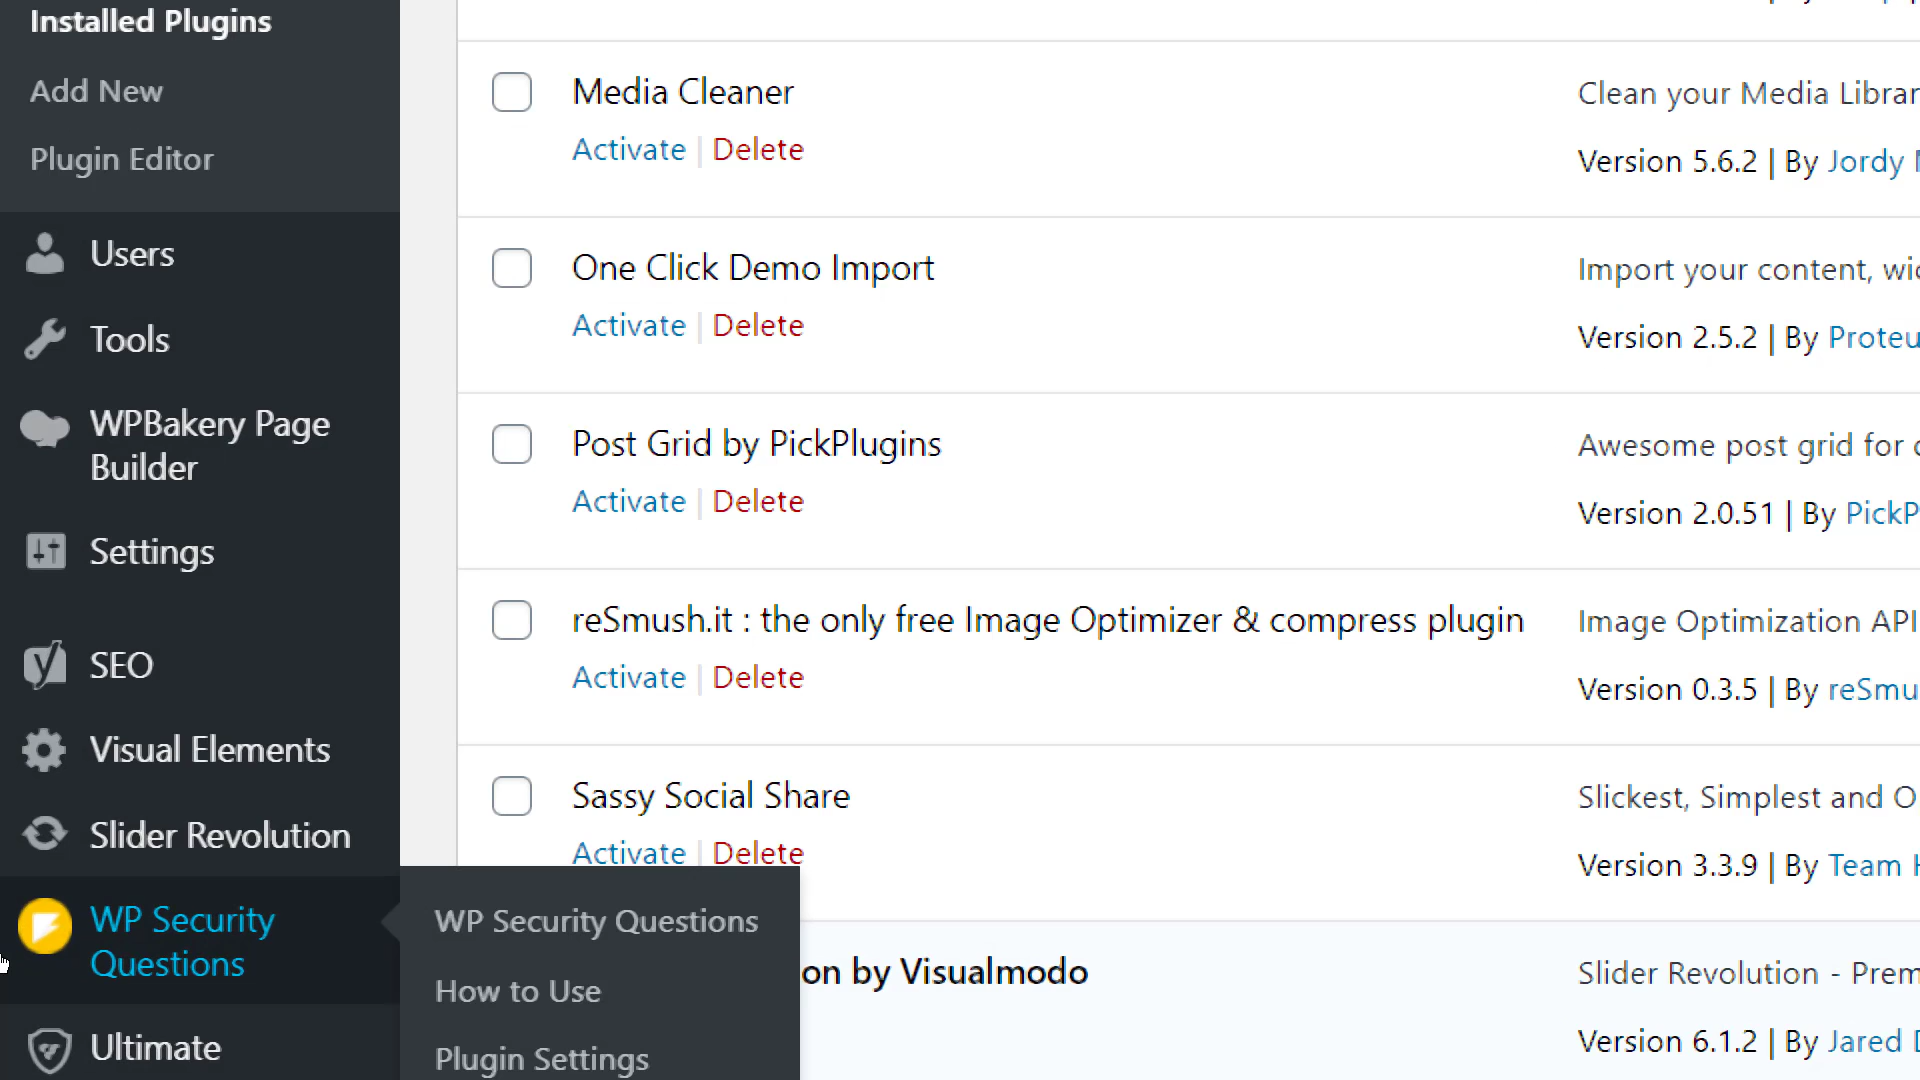 Installed Plugins
Add New
Plugin Editor
Users
Tools
WPBakery Page
Builder
Settings
SEO
Visual Elements
Slider Revolution
WP Security
Questions
Ultimate
WP Security Questions
How to Use
Plugin Settings
Media Cleaner
Activate | Delete
Clean your Media Librar
Version 5.6.2 | By Jordy
One Click Demo Import
Activate | Delete
Import your content, wid
Version 2.5.2 | By Proteu
Post Grid by PickPlugins
Activate | Delete
Awesome post grid for
Version 2.0.51 | By PickP
reSmush.it : the only free Image Optimizer & compress plugin
Activate | Delete
Image Optimization API
Version 0.3.5 | By reSmu
Sassy Social Share
Activate | Delete
Slickest, Simplest and O
Version 3.3.9 | By Team
on by Visualmodo
Slider Revolution - Prem
Version 6.1.2 | By Jared